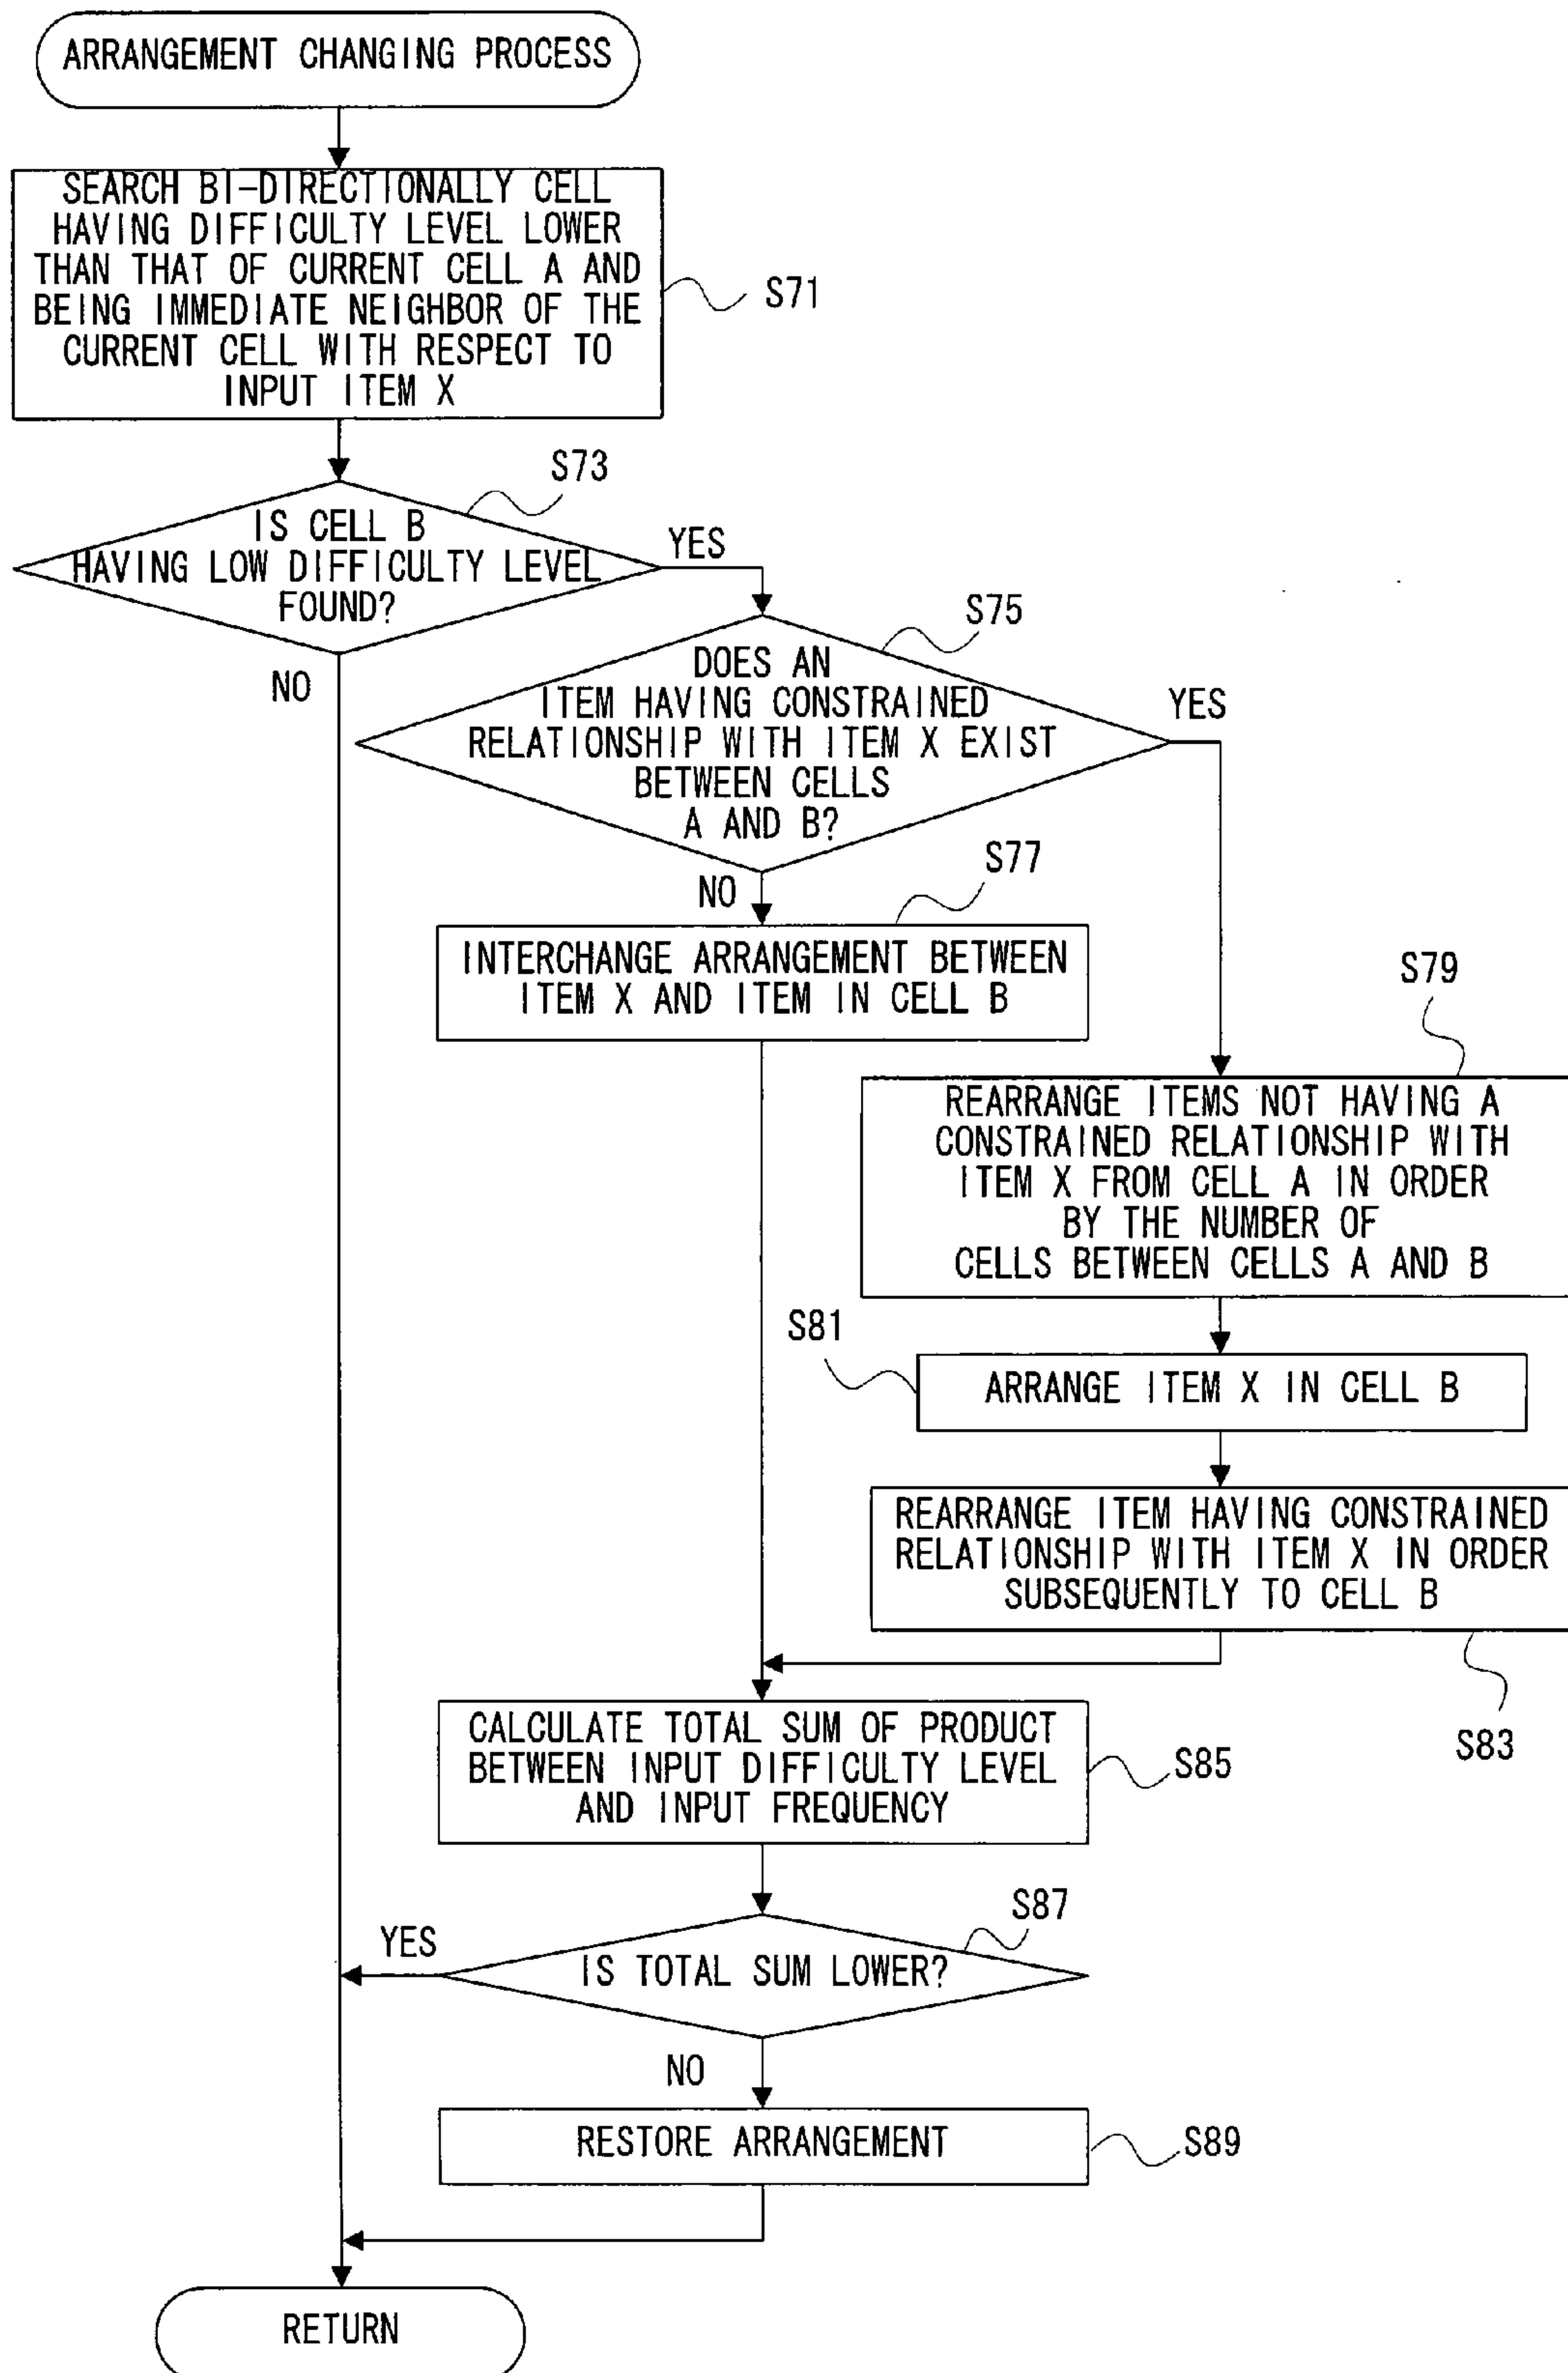 ARRANGEMENT CHANGING PROCESS
SEARCH BI-DIRECTIONALLY CELL
HAVING DIFFICULTY LEVEL LOWER
THAN THAT OF CURRENT CELL A AND
BEING IMMEDIATE NEIGHBOR OF THE
CURRENT CELL WITH RESPECT TO
INPUT ITEM X
S71
S73
IS CELL B
HAVING LOW DIFFICULTY LEVEL
FOUND?
YES
NO
S75
DOES AN
ITEM HAVING CONSTRAINED
RELATIONSHIP WITH ITEM X EXIST
BETWEEN CELLS
A AND B?
YES
NO
S77
INTERCHANGE ARRANGEMENT BETWEEN
ITEM X AND ITEM IN CELL B
S79
REARRANGE ITEMS NOT HAVING A
CONSTRAINED RELATIONSHIP WITH
ITEM X FROM CELL A IN ORDER
BY THE NUMBER OF
CELLS BETWEEN CELLS A AND B
S81
ARRANGE ITEM X IN CELL B
REARRANGE ITEM HAVING CONSTRAINED
RELATIONSHIP WITH ITEM X IN ORDER
SUBSEQUENTLY TO CELL B
S83
CALCULATE TOTAL SUM OF PRODUCT
BETWEEN INPUT DIFFICULTY LEVEL
AND INPUT FREQUENCY
S85
S87
YES
IS TOTAL SUM LOWER?
NO
RESTORE ARRANGEMENT
S89
RETURN